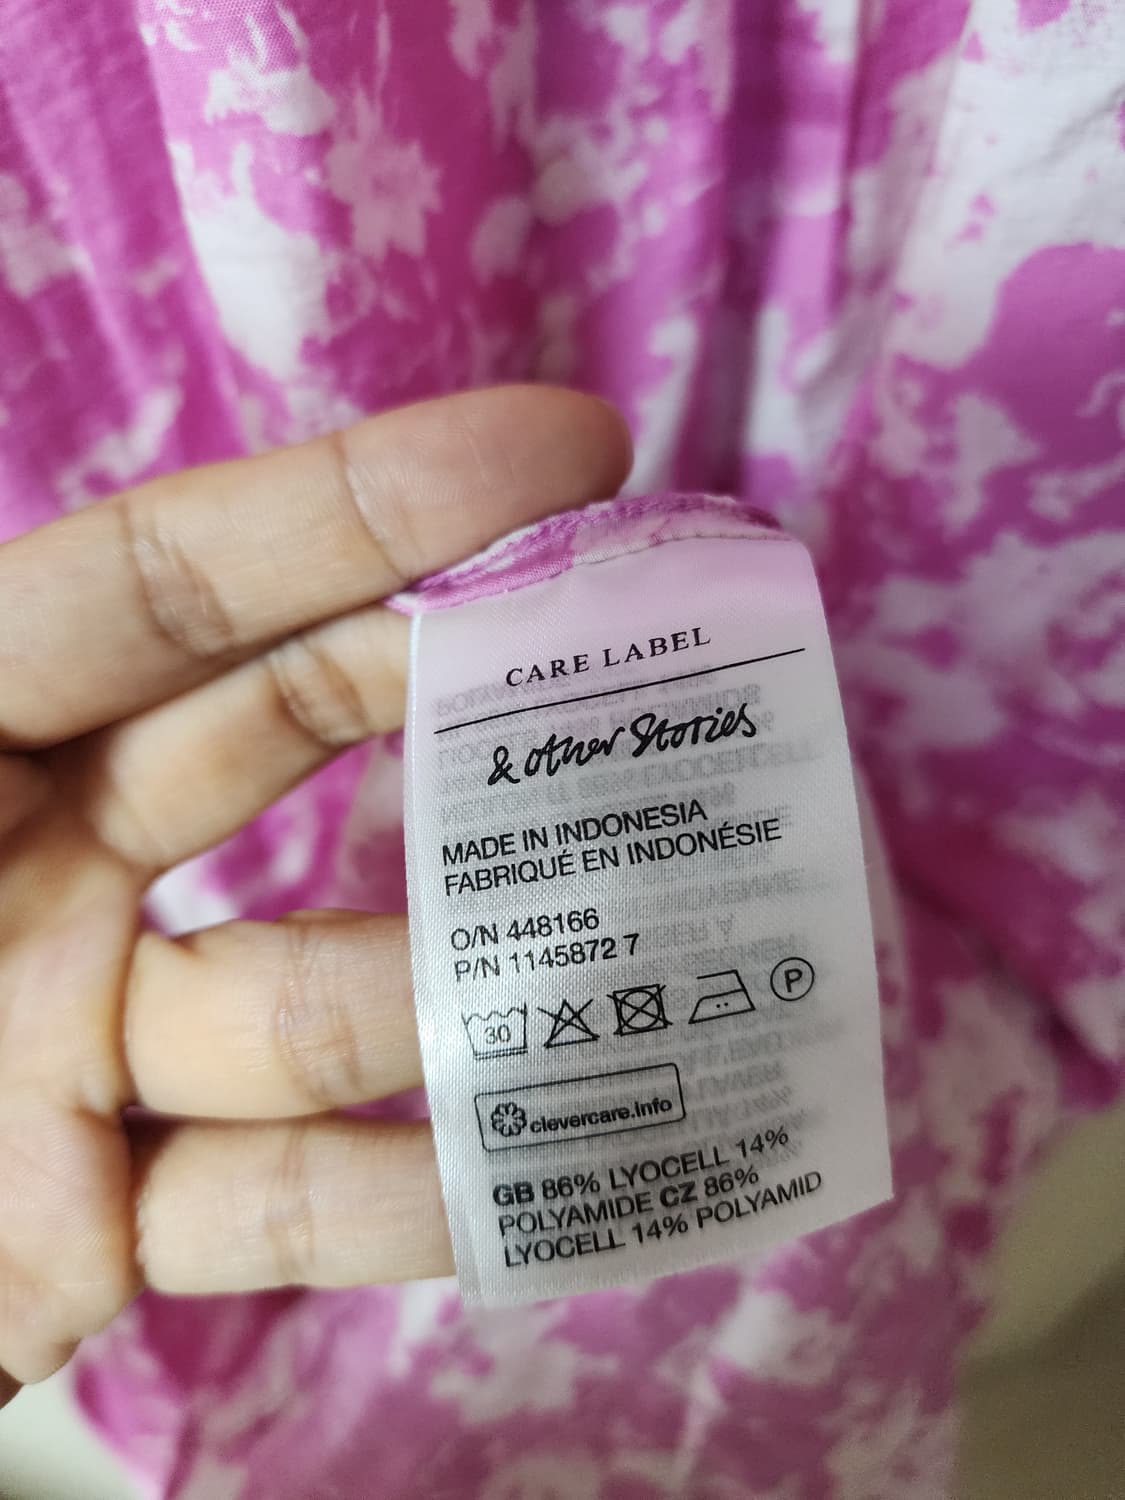 CARE LABEL
& other Stories
MADE IN INDONESIA
FABRIQUÉ EN INDONÉSIE
O/N 448166
P/N 1145872 7
30 P
clevercare.info
GB 86% LYOCELL 14%
POLYAMIDE CZ 86%
LYOCELL 14% POLYAMID